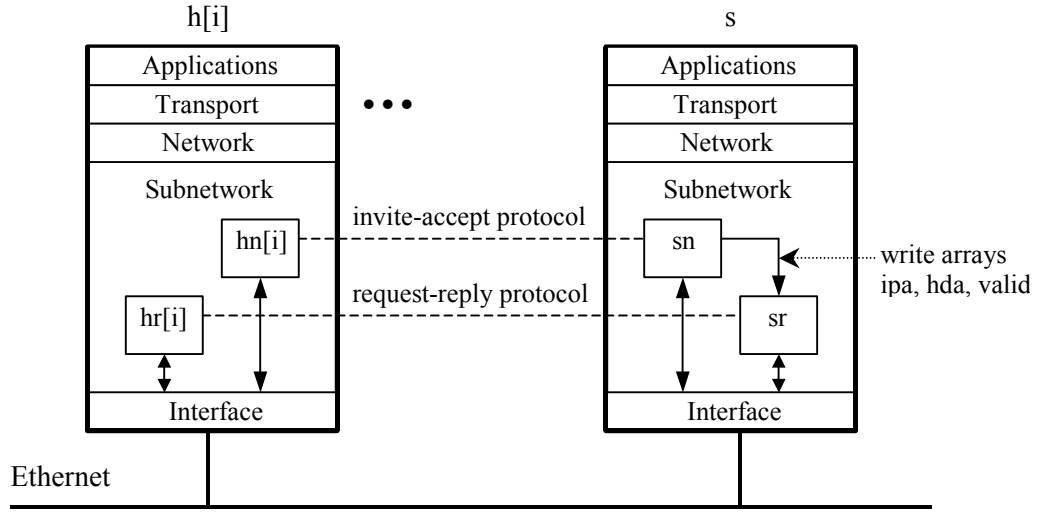 h[i]
s
Applications
Applications
Transport
Transport
Network
Network
Subnetwork
Subnetwork
invite-accept protocol
hn[i]
sn
write arrays
ipa, hda, valid
request-reply protocol
hr[i]
sr
Interface
Interface
Ethernet